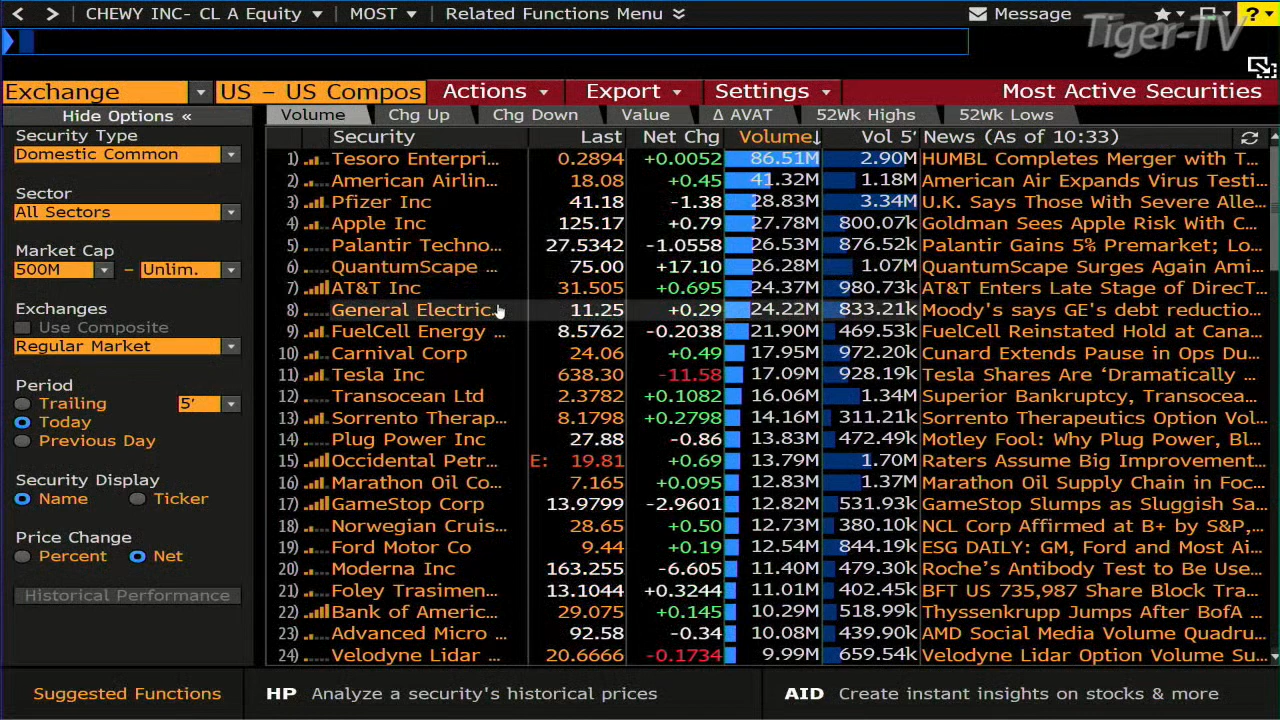 CHEWY INC- CL A Equity MOST Related Functions Menu Message ?
Tiger-TV
Exchange US - US Compos Actions Export Settings Most Active Securities
Hide Options « Volume Chg Up Chg Down Value Δ AVAT 52Wk Highs 52Wk Lows
Security Type
Domestic Common
Sector
All Sectors
Market Cap
500M - Unlim.
Exchanges
Use Composite
Regular Market
Period
Trailing 5'
Today
Previous Day
Security Display
Name Ticker
Price Change
Percent Net
Historical Performance
Security Last Net Chg Volume↓ Vol 5' News (As of 10:33)
1) Tesoro Enterpri... 0.2894 +0.0052 86.51M 2.90M HUMBL Completes Merger with T...
2) American Airlin... 18.08 +0.45 41.32M 1.18M American Air Expands Virus Testi...
3) Pfizer Inc 41.18 -1.38 28.83M 3.34M U.K. Says Those With Severe Alle...
4) Apple Inc 125.17 +0.79 27.78M 800.07k Goldman Sees Apple Risk With C...
5) Palantir Techno... 27.5342 -1.0558 26.53M 876.52k Palantir Gains 5% Premarket; Lo...
6) QuantumScape ... 75.00 +17.10 26.28M 1.07M QuantumScape Surges Again Ami...
7) AT&T Inc 31.505 +0.695 24.37M 980.73k AT&T Enters Late Stage of DirecT...
8) General Electric... 11.25 +0.29 24.22M 833.21k Moody's says GE's debt reductio...
9) FuelCell Energy ... 8.5762 -0.2038 21.90M 469.53k FuelCell Reinstated Hold at Cana...
10) Carnival Corp 24.06 +0.49 17.95M 972.20k Cunard Extends Pause in Ops Du...
11) Tesla Inc 638.30 -11.58 17.09M 928.19k Tesla Shares Are ‘Dramatically ...
12) Transocean Ltd 2.3782 +0.1082 16.06M 1.34M Superior Bankruptcy, Transocea...
13) Sorrento Therap... 8.1798 +0.2798 14.16M 311.21k Sorrento Therapeutics Option Vol...
14) Plug Power Inc 27.88 -0.86 13.83M 472.49k Motley Fool: Why Plug Power, Bl...
15) Occidental Petr... E: 19.81 +0.69 13.79M 1.70M Raters Assume Big Improvement...
16) Marathon Oil Co... 7.165 +0.095 12.83M 1.37M Marathon Oil Supply Chain in Foc...
17) GameStop Corp 13.9799 -2.9601 12.82M 531.93k GameStop Slumps as Sluggish Sa...
18) Norwegian Cruis... 28.65 +0.50 12.73M 380.10k NCL Corp Affirmed at B+ by S&P,...
19) Ford Motor Co 9.44 +0.19 12.54M 844.19k ESG DAILY: GM, Ford and Most Ai...
20) Moderna Inc 163.255 -6.605 11.40M 479.30k Roche’s Antibody Test to Be Use...
21) Foley Trasimen... 13.1044 +0.3244 11.01M 402.45k BFT US 735,987 Share Block Tra...
22) Bank of Americ... 29.075 +0.145 10.29M 518.99k Thyssenkrupp Jumps After BofA ...
23) Advanced Micro ... 92.58 -0.34 10.08M 439.90k AMD Social Media Volume Quadru...
24) Velodyne Lidar ... 20.6666 -0.1734 9.99M 659.54k Velodyne Lidar Option Volume Su...
Suggested Functions HP Analyze a security's historical prices AID Create instant insights on stocks & more